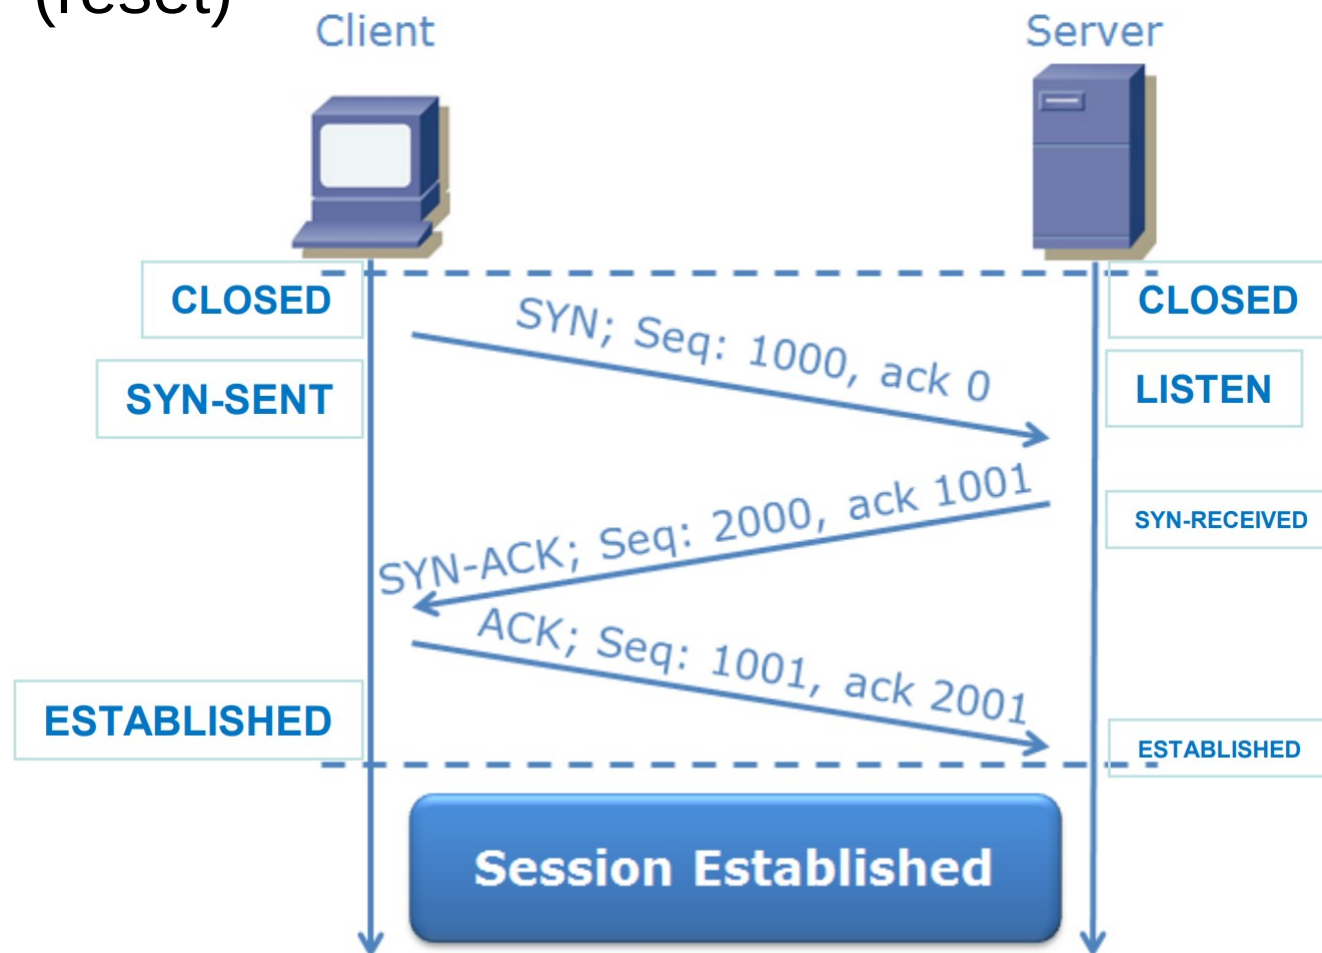 (reset)
Client
Server
CLOSED
CLOSED
SYN; Seq: 1000, ack 0
SYN-SENT
LISTEN
SYN-ACK; Seq: 2000, ack 1001
SYN-RECEIVED
ACK; Seq: 1001, ack 2001
ESTABLISHED
ESTABLISHED
Session Established